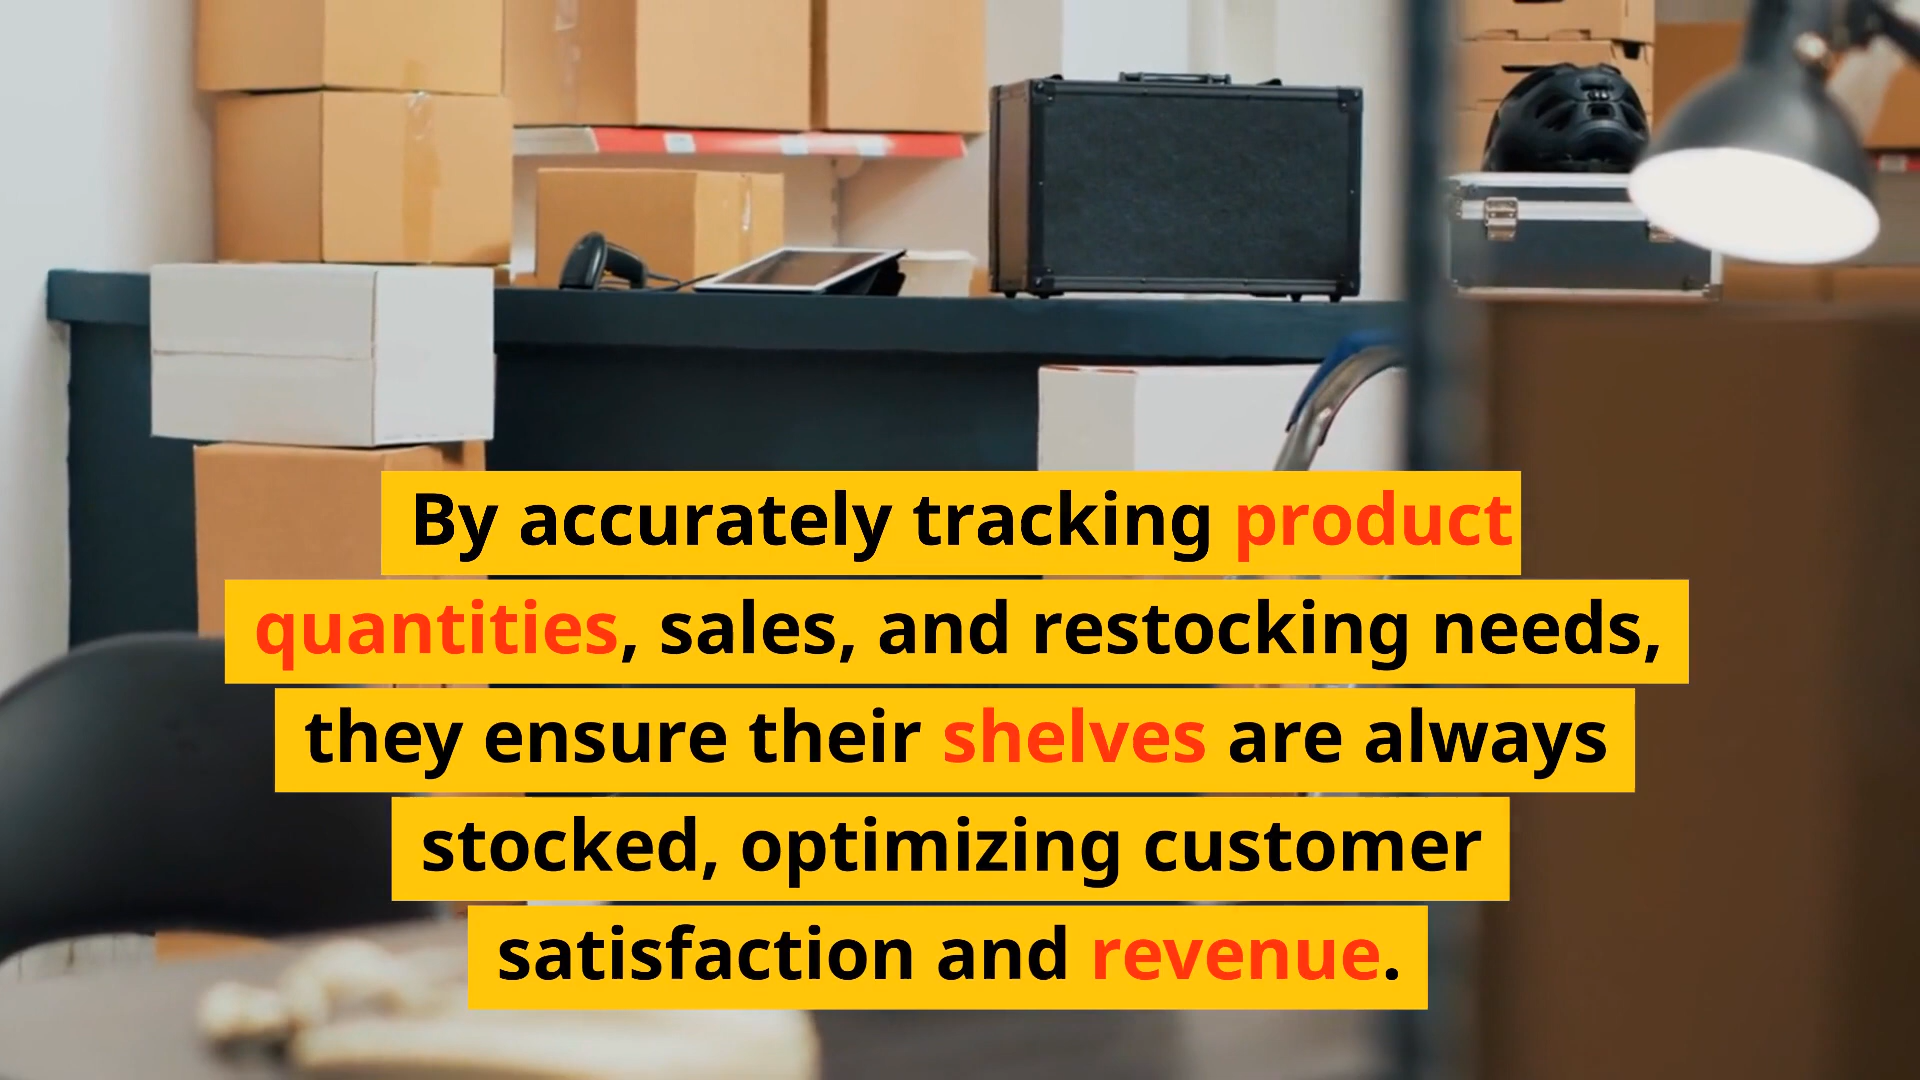 By accurately tracking product
quantities, sales, and restocking needs,
they ensure their shelves are always
stocked, optimizing customer
satisfaction and revenue.